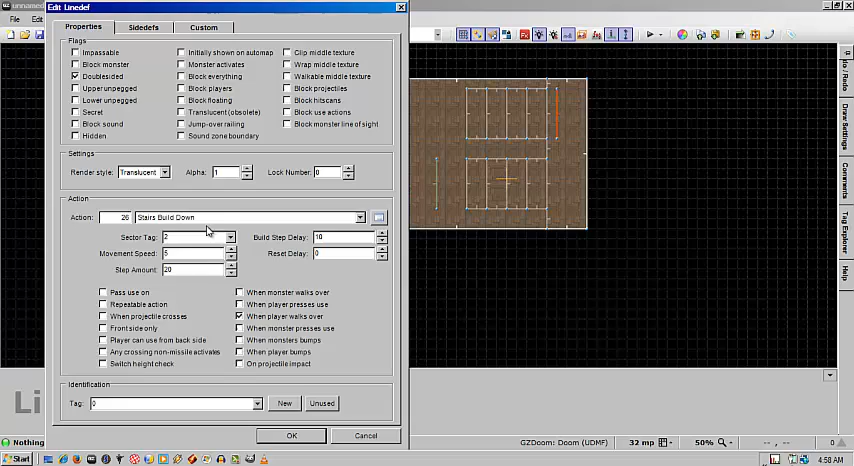 unnamed
Edit Linedef
File
Ed
Properties
Sidedefs
Custom
Flags
Impassable
Block monster
Doublesided
Upper unpegged
Lower unpegged
Secret
Block sound
Hidden
Initially shown on automap
Monster activates
Block everything
Block players
Block floating
Translucent (obsolete)
Jump-over railing
Sound zone boundary
Clip middle texture
Wrap middle texture
Walkable middle texture
Block projectiles
Block hitscans
Block use actions
Block monster line of sight
Settings
Render style: Translucent Alpha: 1 Lock Number: 0
Action
Action: 26 Stairs Build Down
Sector Tag: 2 Build Step Delay: 10
Movement Speed: 5 Reset Delay: 0
Step Amount: 20
Pass use on
Repeatable action
When projectile crosses
Front side only
Player can use from back side
Any crossing non-missile activates
Switch height check
When monster walks over
When player presses use
When player walks over
When monster presses use
When monsters bumps
When player bumps
On projectile impact
Identification
Tag: 0 New Unused
OK Cancel
o / Redo
Draw Settings
Comments
Tag Explorer
Help
Li
Nothing
GZDoom: Doom (UDMF) 32 mp 50% --, --
Start
4:58 AM